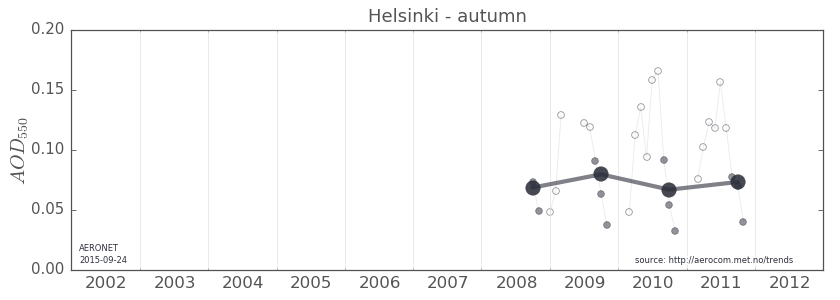 Helsinki - autumn
0.20
0.15
0.10
0.05
0.00
AOD550
AERONET
2015-09-24
source: http://aerocom.met.no/trends
2002 2003 2004 2005 2006 2007 2008 2009 2010 2011 2012